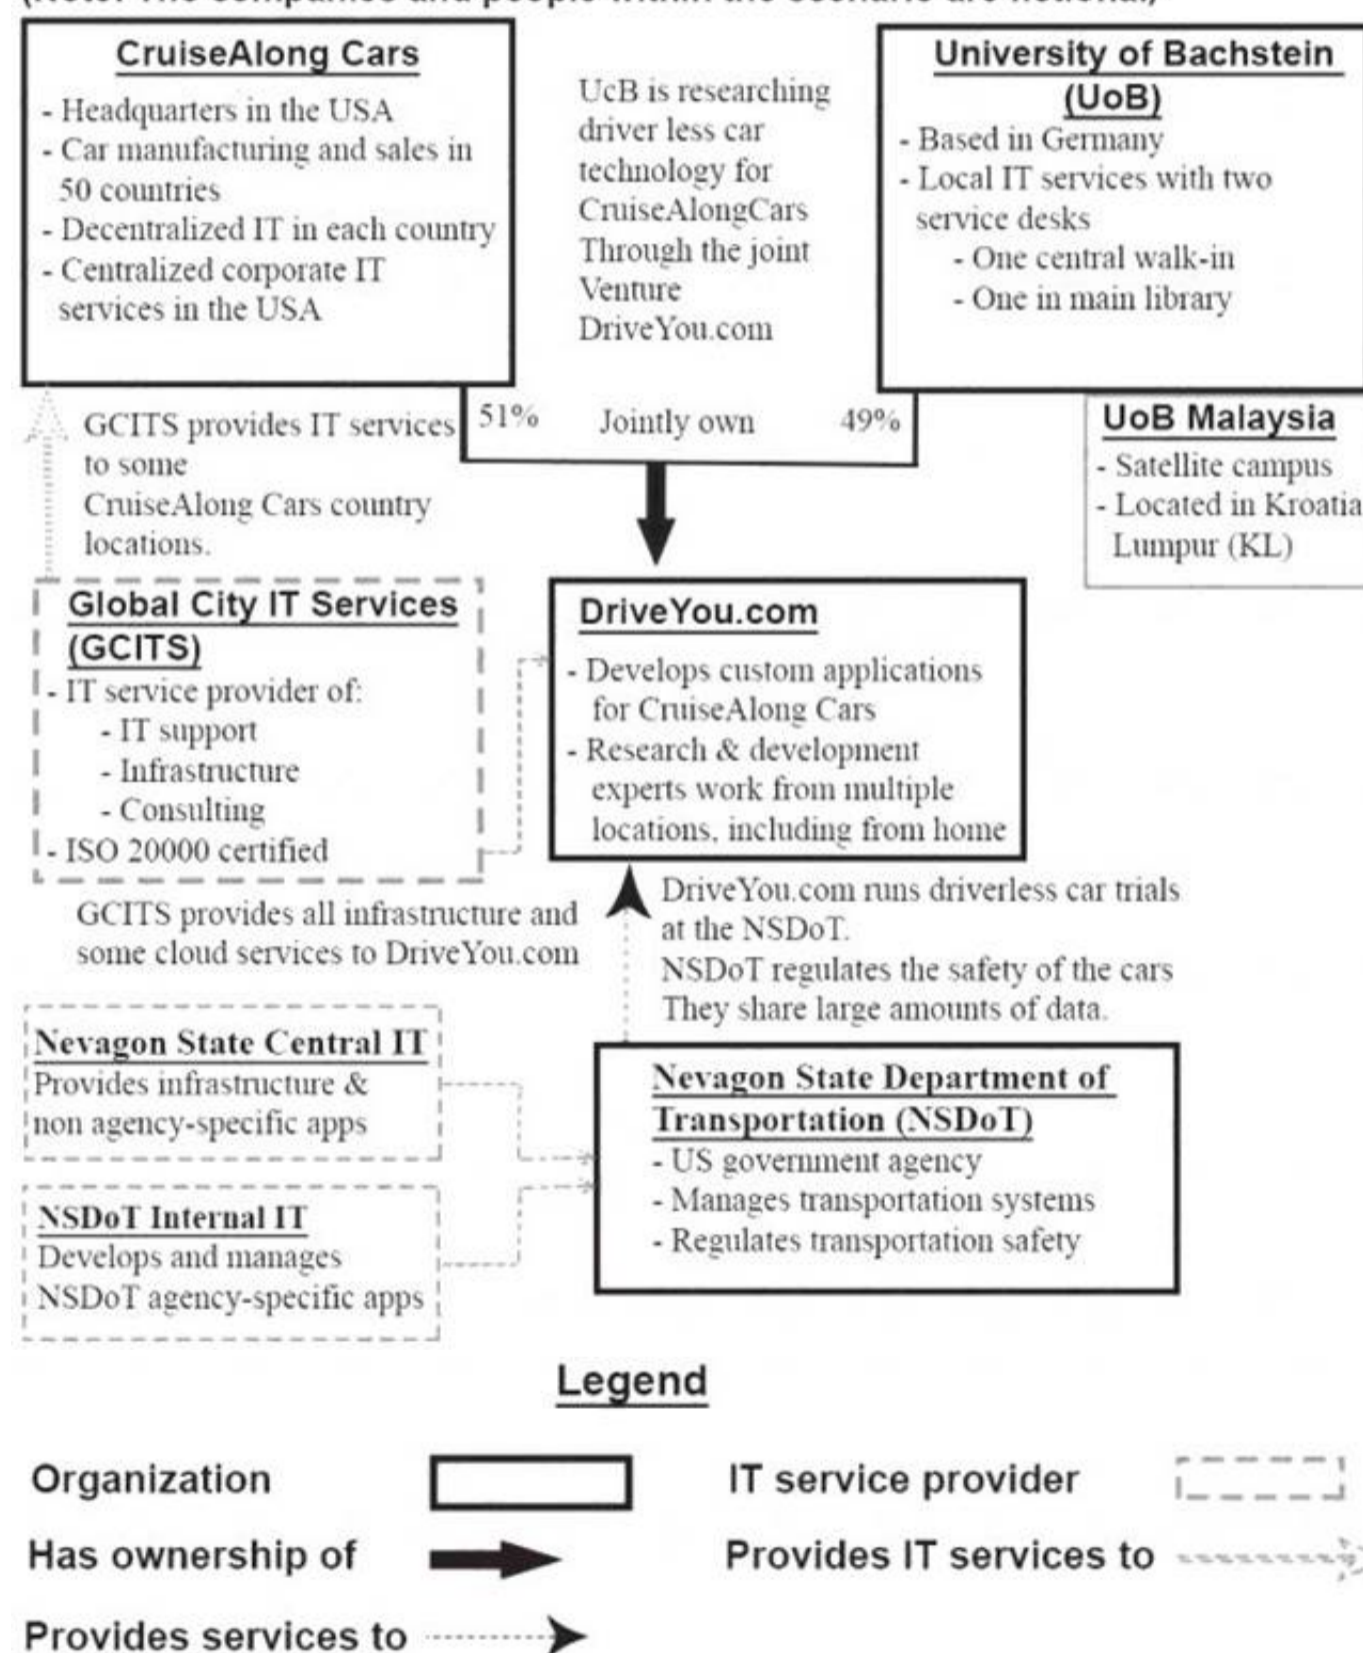 CruiseAlong Cars
- Headquarters in the USA
- Car manufacturing and sales in
50 countries
- Decentralized IT in each country
- Centralized corporate IT
services in the USA
UcB is researching
driver less car
technology for
CruiseAlongCars
Through the joint
Venture
DriveYou.com
University of Bachstein
(UoB)
- Based in Germany
- Local IT services with two
service desks
- One central walk-in
- One in main library
51% Jointly own 49%
UoB Malaysia
- Satellite campus
- Located in Kroatia
Lumpur (KL)
GCITS provides IT services
to some
CruiseAlong Cars country
locations.
Global City IT Services
(GCITS)
- IT service provider of:
- IT support
- Infrastructure
- Consulting
- ISO 20000 certified
DriveYou.com
- Develops custom applications
for CruiseAlong Cars
- Research & development
experts work from multiple
locations, including from home
GCITS provides all infrastructure and
some cloud services to DriveYou.com
DriveYou.com runs driverless car trials
at the NSDoT.
NSDoT regulates the safety of the cars
They share large amounts of data.
Nevagon State Central IT
Provides infrastructure &
non agency-specific apps
NSDoT Internal IT
Develops and manages
NSDoT agency-specific apps
Nevagon State Department of
Transportation (NSDoT)
- US government agency
- Manages transportation systems
- Regulates transportation safety
Legend
Organization
IT service provider
Has ownership of
Provides IT services to
Provides services to